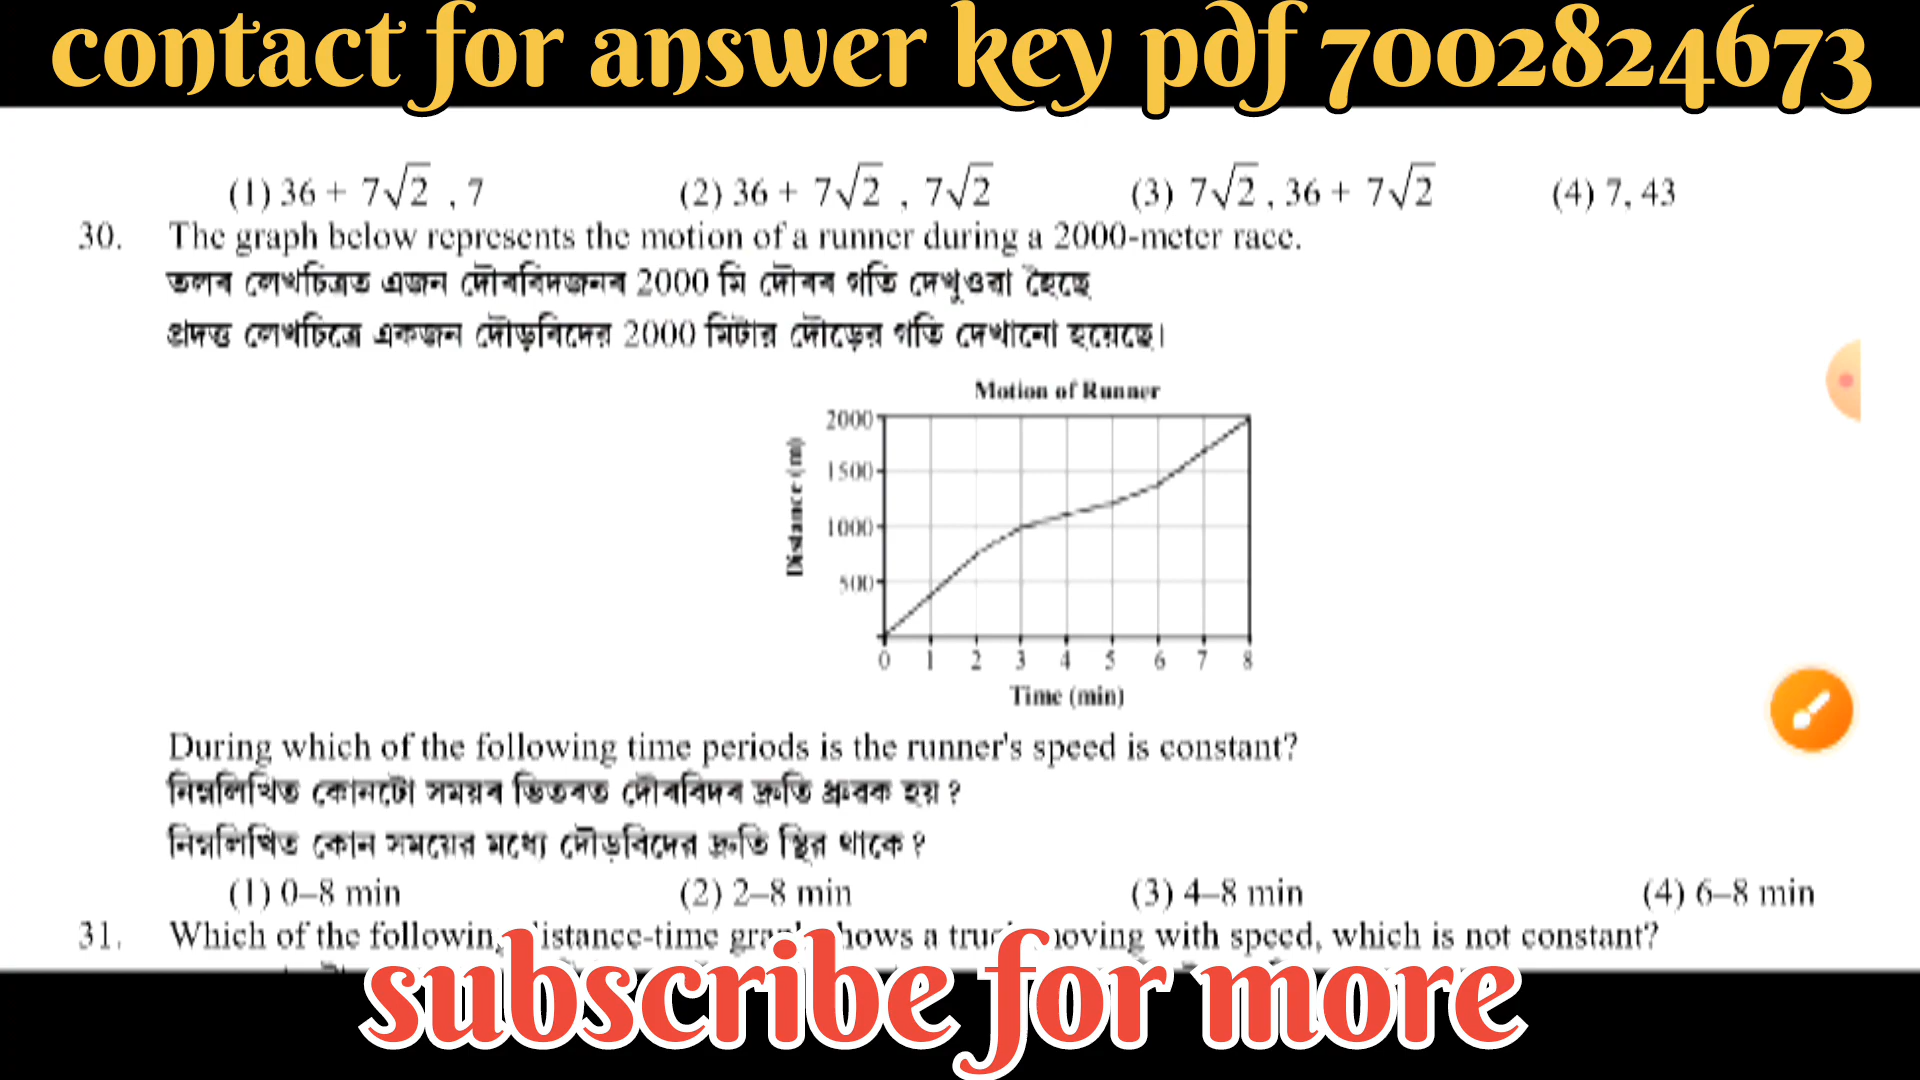 contact for answer key pdf 7002824673
(1) 36 + 7√2 , 7 (2) 36 + 7√2 , 7√2 (3) 7√2 , 36 + 7√2 (4) 7, 43
30. The graph below represents the motion of a runner during a 2000-meter race.
তলৰ লেখচিত্ৰত এজন দৌৰবিদজনৰ 2000 মি দৌৰৰ গতি দেখুওৱা হৈছে
প্রদত্ত লেখচিত্রে একজন দৌড়বিদের 2000 মিটার দৌড়ের গতি দেখানো হয়েছে।
Motion of Runner
Distance (m)
2000
1500
1000
500
0 1 2 3 4 5 6 7 8
Time (min)
During which of the following time periods is the runner's speed is constant?
নিম্নলিখিত কোনটো সময়ৰ ভিতৰত দৌৰবিদৰ দ্ৰুতি ধ্ৰুৱক হয় ?
নিম্নলিখিত কোন সময়ের মধ্যে দৌড়বিদের দ্রুতি স্থির থাকে ?
(1) 0–8 min (2) 2–8 min (3) 4–8 min (4) 6–8 min
31. Which of the following distance-time graph shows a truck moving with speed, which is not constant?
subscribe for more